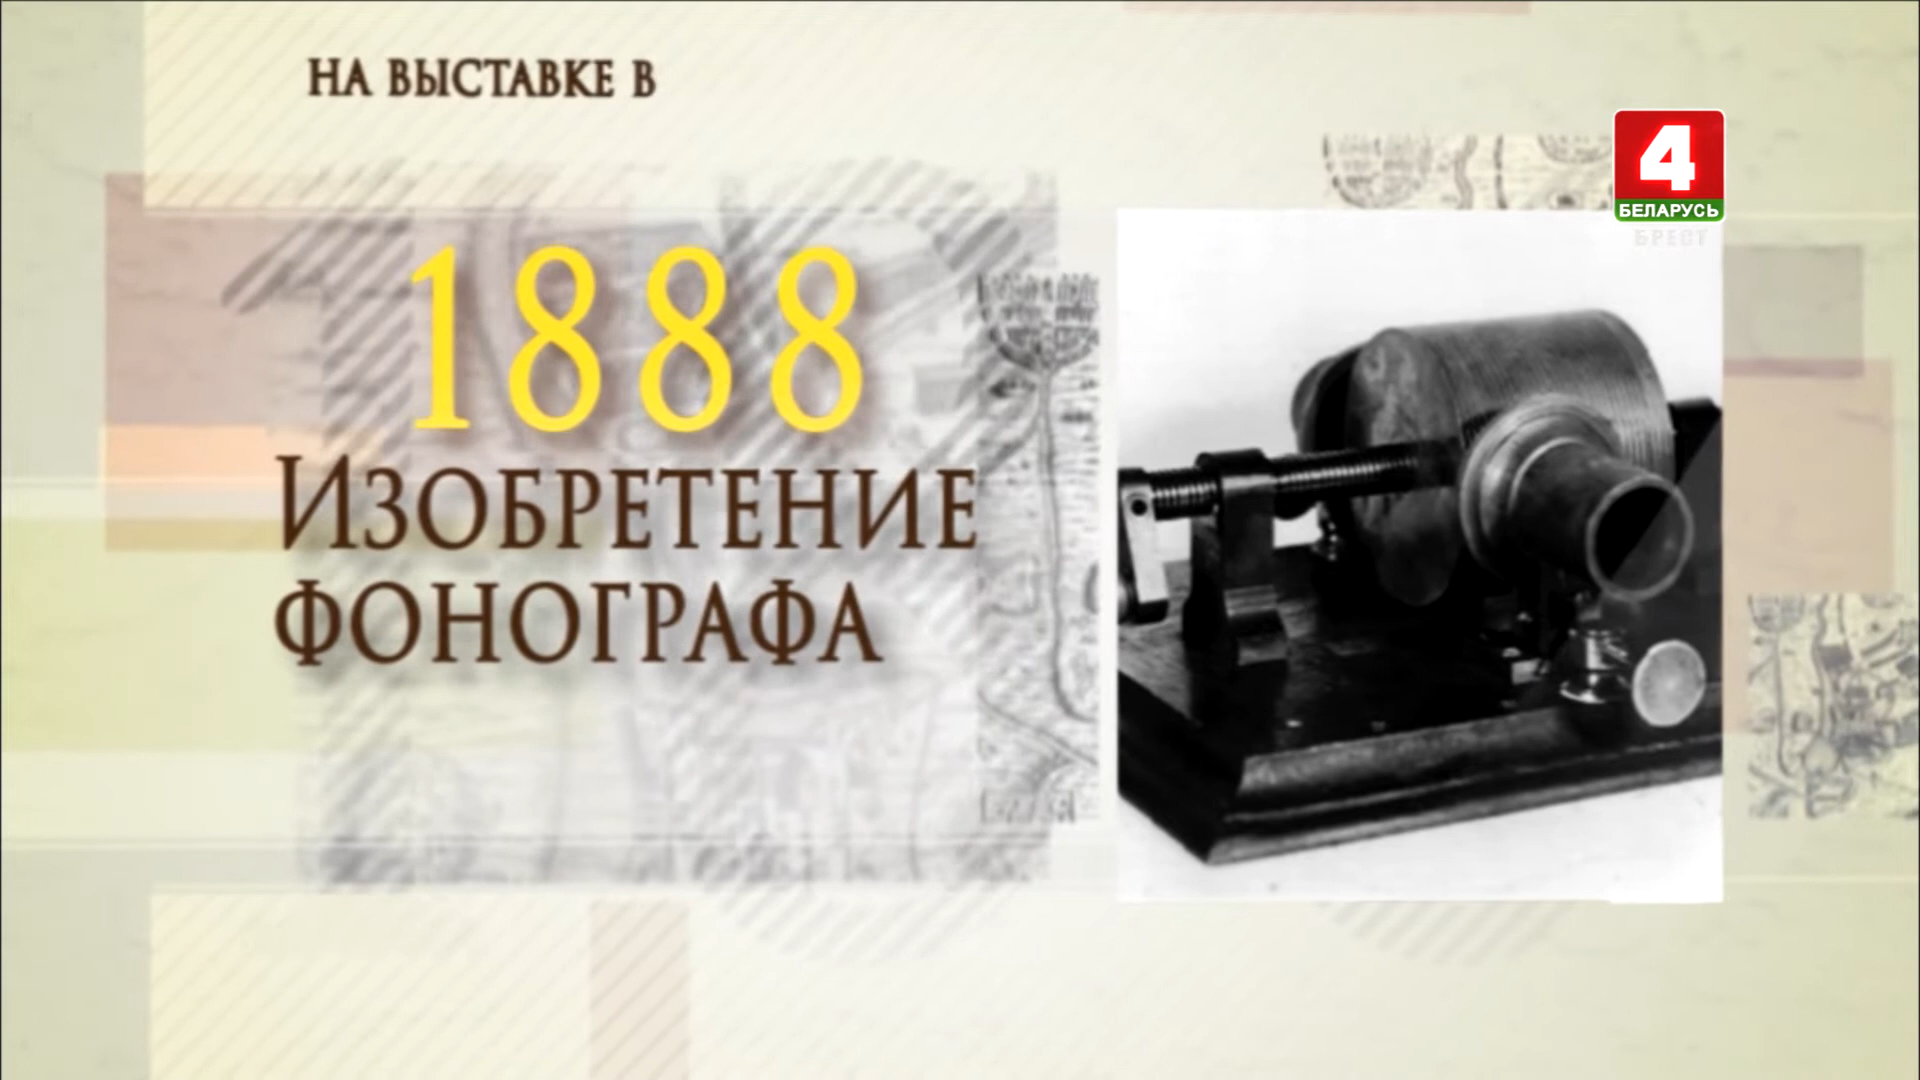 НА ВЫСТАВКЕ В
4
БЕЛАРУСЬ
БРЕСТ
1888
ИЗОБРЕТЕНИЕ
ФОНОГРАФА